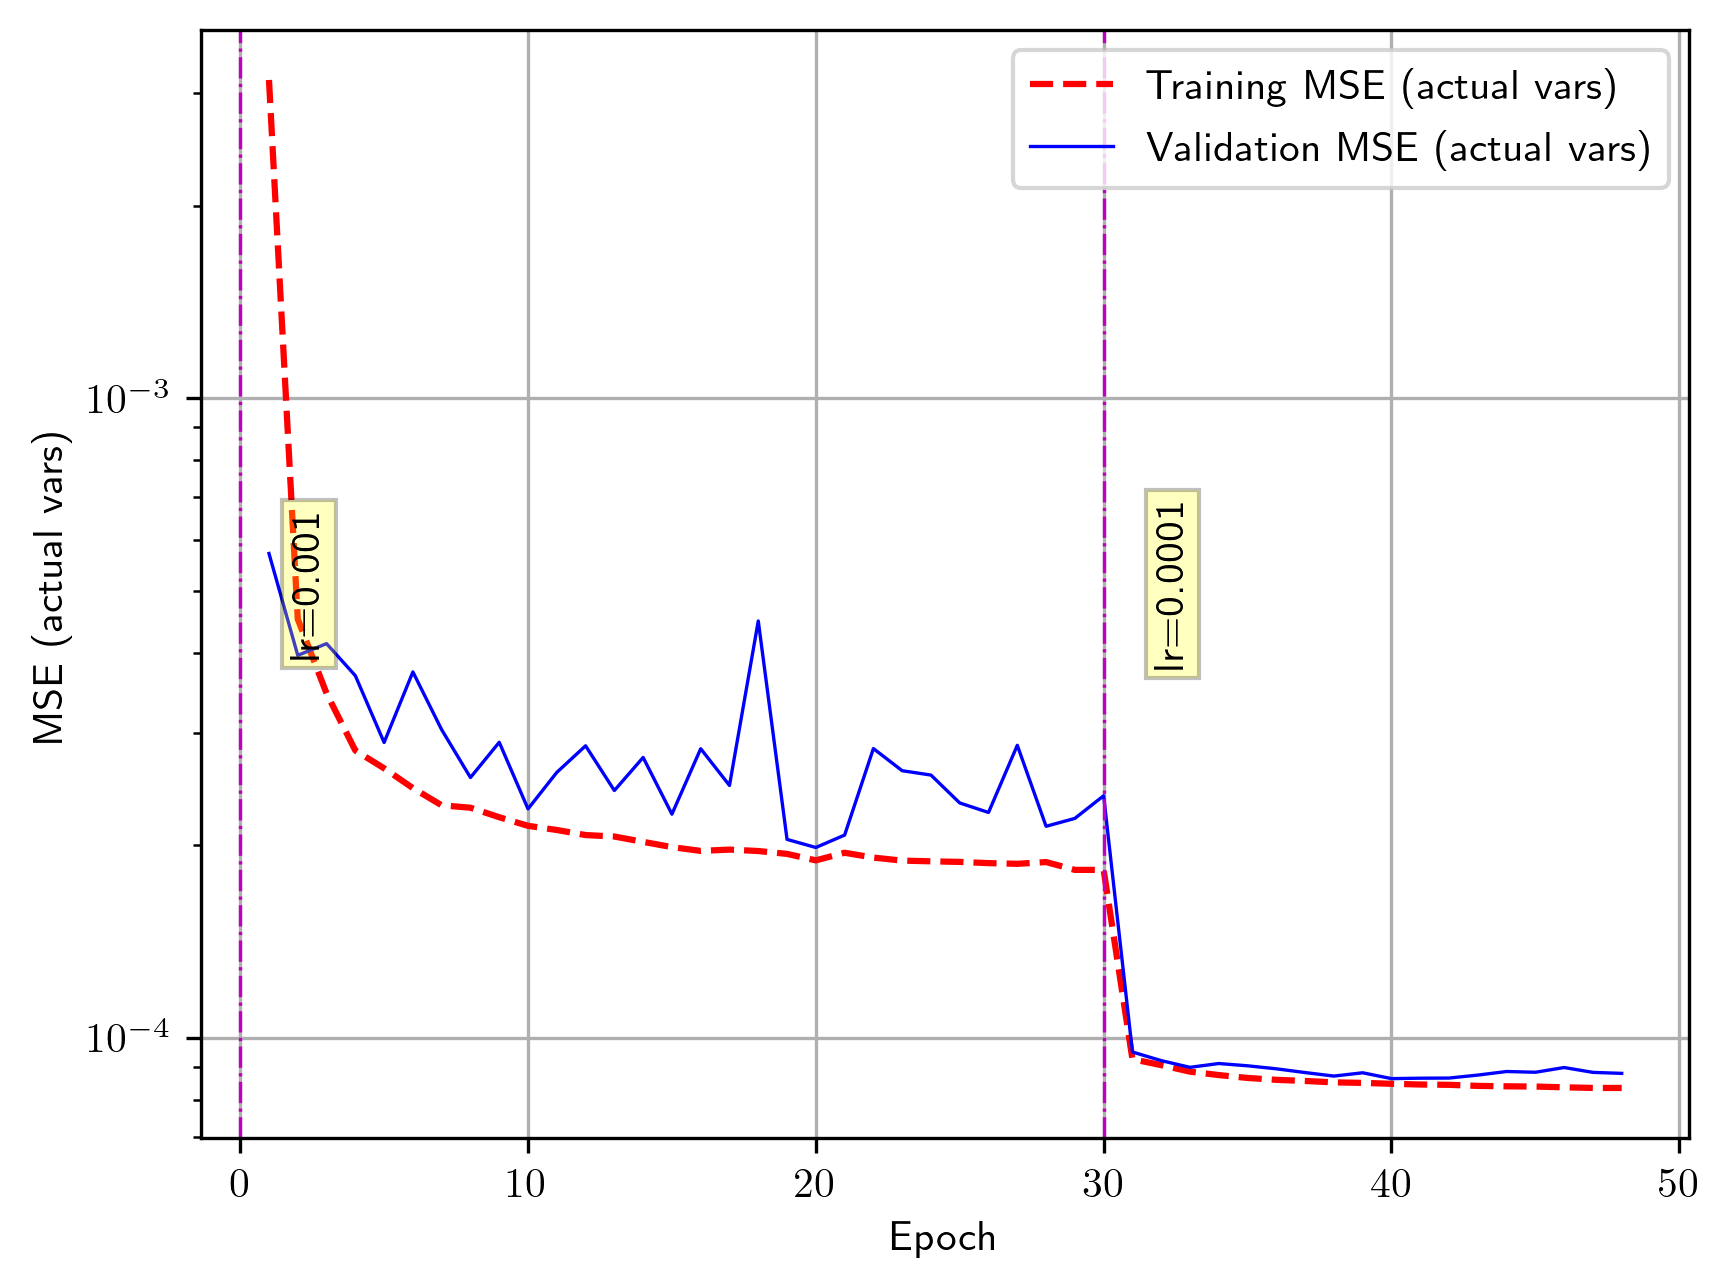 Training MSE (actual vars)
Validation MSE (actual vars)
10⁻³
10⁻⁴
MSE (actual vars)
lr=0.001
lr=0.0001
0 10 20 30 40 50
Epoch